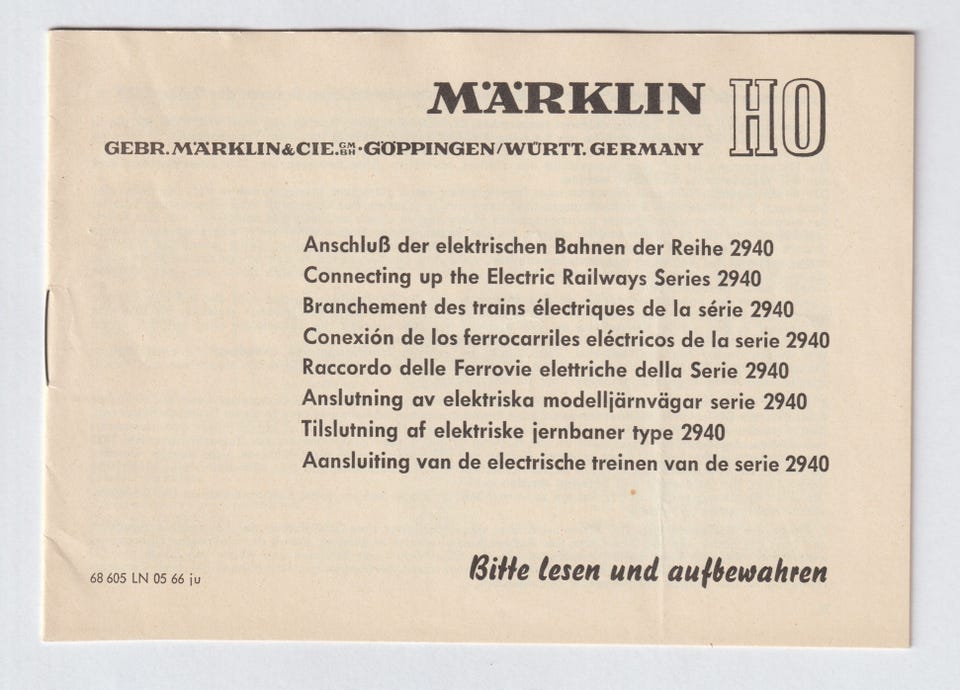 MÄRKLIN HO
GEBR. MÄRKLIN & CIE. GMBH · GÖPPINGEN/WÜRTT. GERMANY
Anschluß der elektrischen Bahnen der Reihe 2940
Connecting up the Electric Railways Series 2940
Branchement des trains électriques de la série 2940
Conexión de los ferrocarriles eléctricos de la serie 2940
Raccordo delle Ferrovie elettriche della Serie 2940
Anslutning av elektriska modelljärnvägar serie 2940
Tilslutning af elektriske jernbaner type 2940
Aansluiting van de electrische treinen van de serie 2940
Bitte lesen und aufbewahren
68 605 LN 05 66 ju